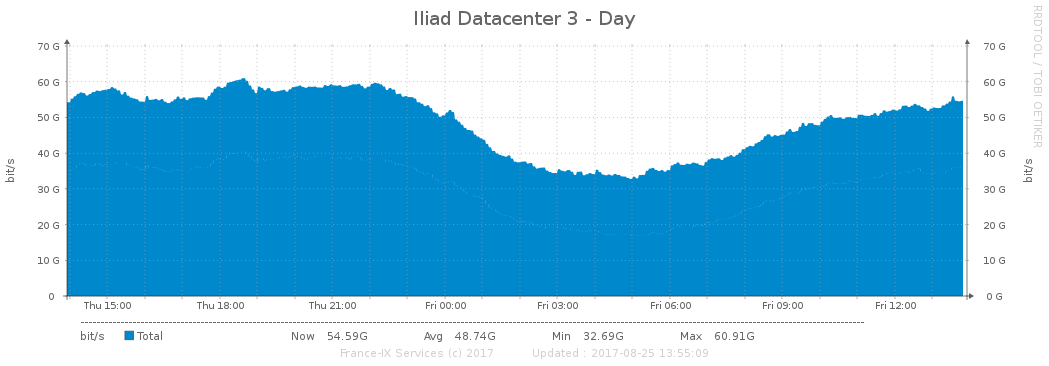 Iliad Datacenter 3 - Day
RRDTOOL / TOBI OETIKER
70 G 70 G
60 G 60 G
50 G 50 G
40 G 40 G
30 G 30 G
20 G 20 G
10 G 10 G
0 0 G
bit/s bit/s
Thu 15:00 Thu 18:00 Thu 21:00 Fri 00:00 Fri 03:00 Fri 06:00 Fri 09:00 Fri 12:00
bit/s Total Now 54.59G Avg 48.74G Min 32.69G Max 60.91G
France-IX Services (c) 2017 Updated : 2017-08-25 13:55:09